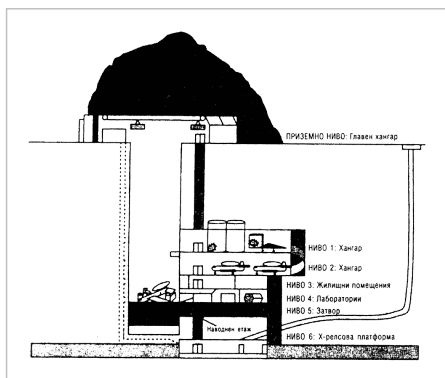 ПРИЗЕМНО НИВО: Главен хангар
НИВО 1: Хангар
НИВО 2: Хангар
НИВО 3: Жилищни помещения
НИВО 4: Лаборатории
НИВО 5: Затвор
Наводнен етаж
НИВО 6: Х-релсова платформа